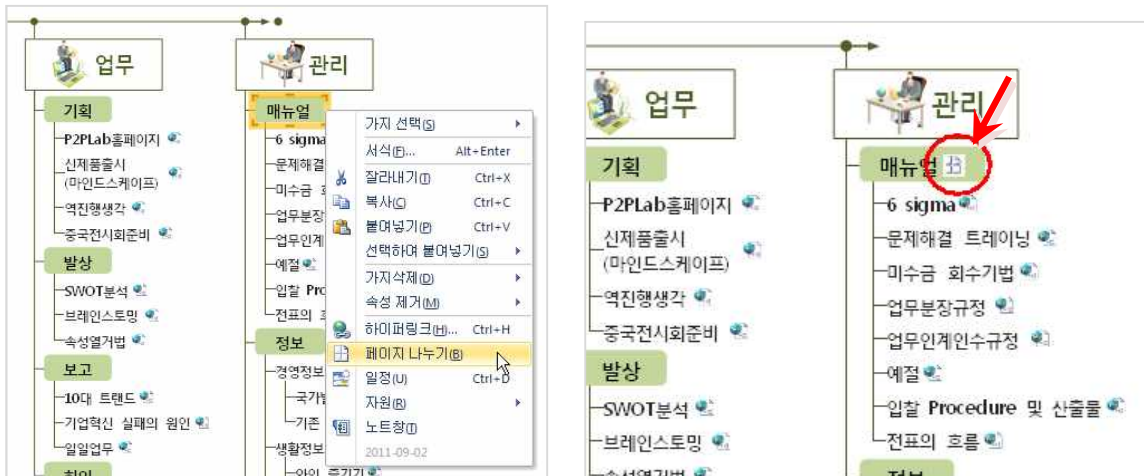 업무
기획
P2PLab홈페이지
신제품출시
(마인드스케이프)
역진행생각
중국전시회준비
발상
SWOT분석
브레인스토밍
속성열거법
보고
10대 트랜드
기업혁신 실패의 원인
일일업무
관리
매뉴얼
6 sigma
문제해결
미수금
업무분장
업무인계
예절
입찰
전표의
정보
경영정보
기존
생활정보
가지 선택(S)
서식(F)... Alt+Enter
잘라내기(T) Ctrl+X
복사(C) Ctrl+C
붙여넣기(P) Ctrl+V
선택하여 붙여넣기(S)
가지삭제(D)
속성 제거(M)
하이퍼링크(H)... Ctrl+H
페이지 나누기(B)
일정(U) Ctrl+D
자원(R)
노트창(T)
2011-09-02
업무
기획
P2PLab홈페이지
신제품출시
(마인드스케이프)
역진행생각
중국전시회준비
발상
SWOT분석
브레인스토밍
관리
매뉴얼
6 sigma
문제해결 트레이닝
미수금 회수기법
업무분장규정
업무인계인수규정
예절
입찰 Procedure 및 산출물
전표의 흐름